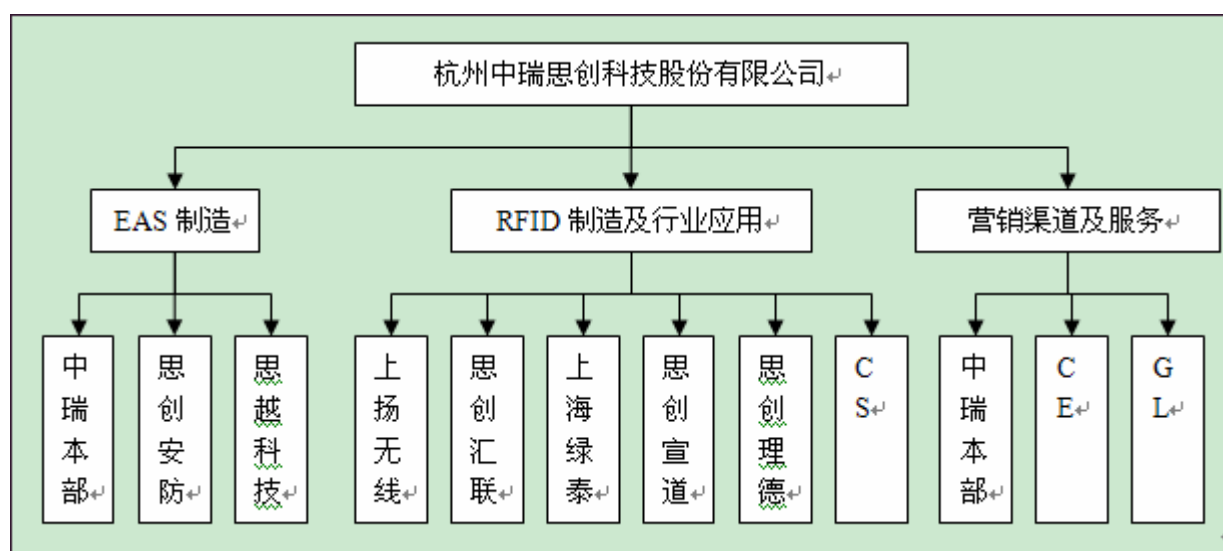 杭州中瑞思创科技股份有限公司
EAS 制造
RFID 制造及行业应用
营销渠道及服务
中瑞本部
思创安防
思越科技
上扬无线
思创汇联
上海绿泰
思创宣道
思创理德
CS
中瑞本部
CE
GL